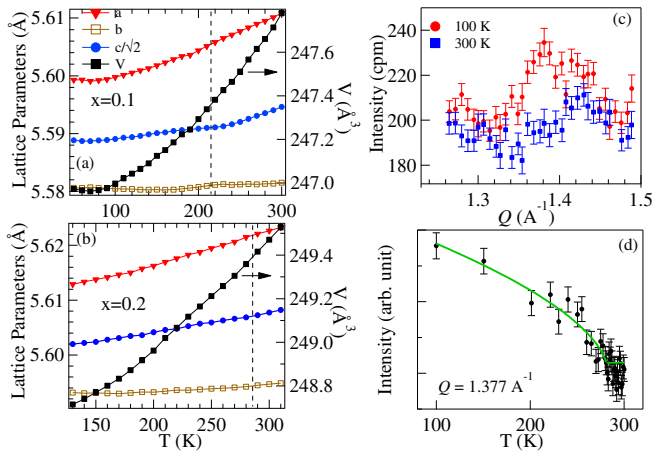 5.61
5.60
5.59
5.58
Lattice Parameters (Å)
a
b
c/√2
V
x=0.1
(a)
247.6
247.4
247.2
247.0
V (Å³)
100 150 200 250 300
(b)
5.62
5.60
Lattice Parameters (Å)
x=0.2
249.4
249.2
249.0
248.8
V (Å³)
150 200 250 300
T (K)
(c)
100 K
300 K
260
240
220
200
180
Intensity (cpm)
1.3 1.4 1.5
Q (A⁻¹)
(d)
Intensity (arb. unit)
Q = 1.377 A⁻¹
100 150 200 250 300
T (K)